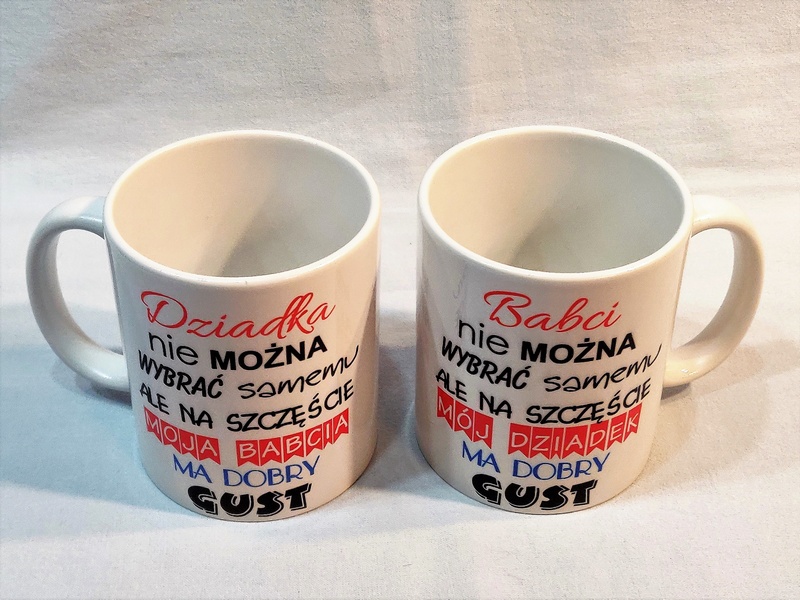 Dziadka
nie MOŻNA
WYBRAĆ samemu
ALE NA SZCZĘŚCIE
MOJA BABCIA
MA DOBRY
GUST
Babci
nie MOŻNA
WYBRAĆ samemu
ALE NA SZCZĘŚCIE
MÓJ DZIADEK
MA DOBRY
GUST